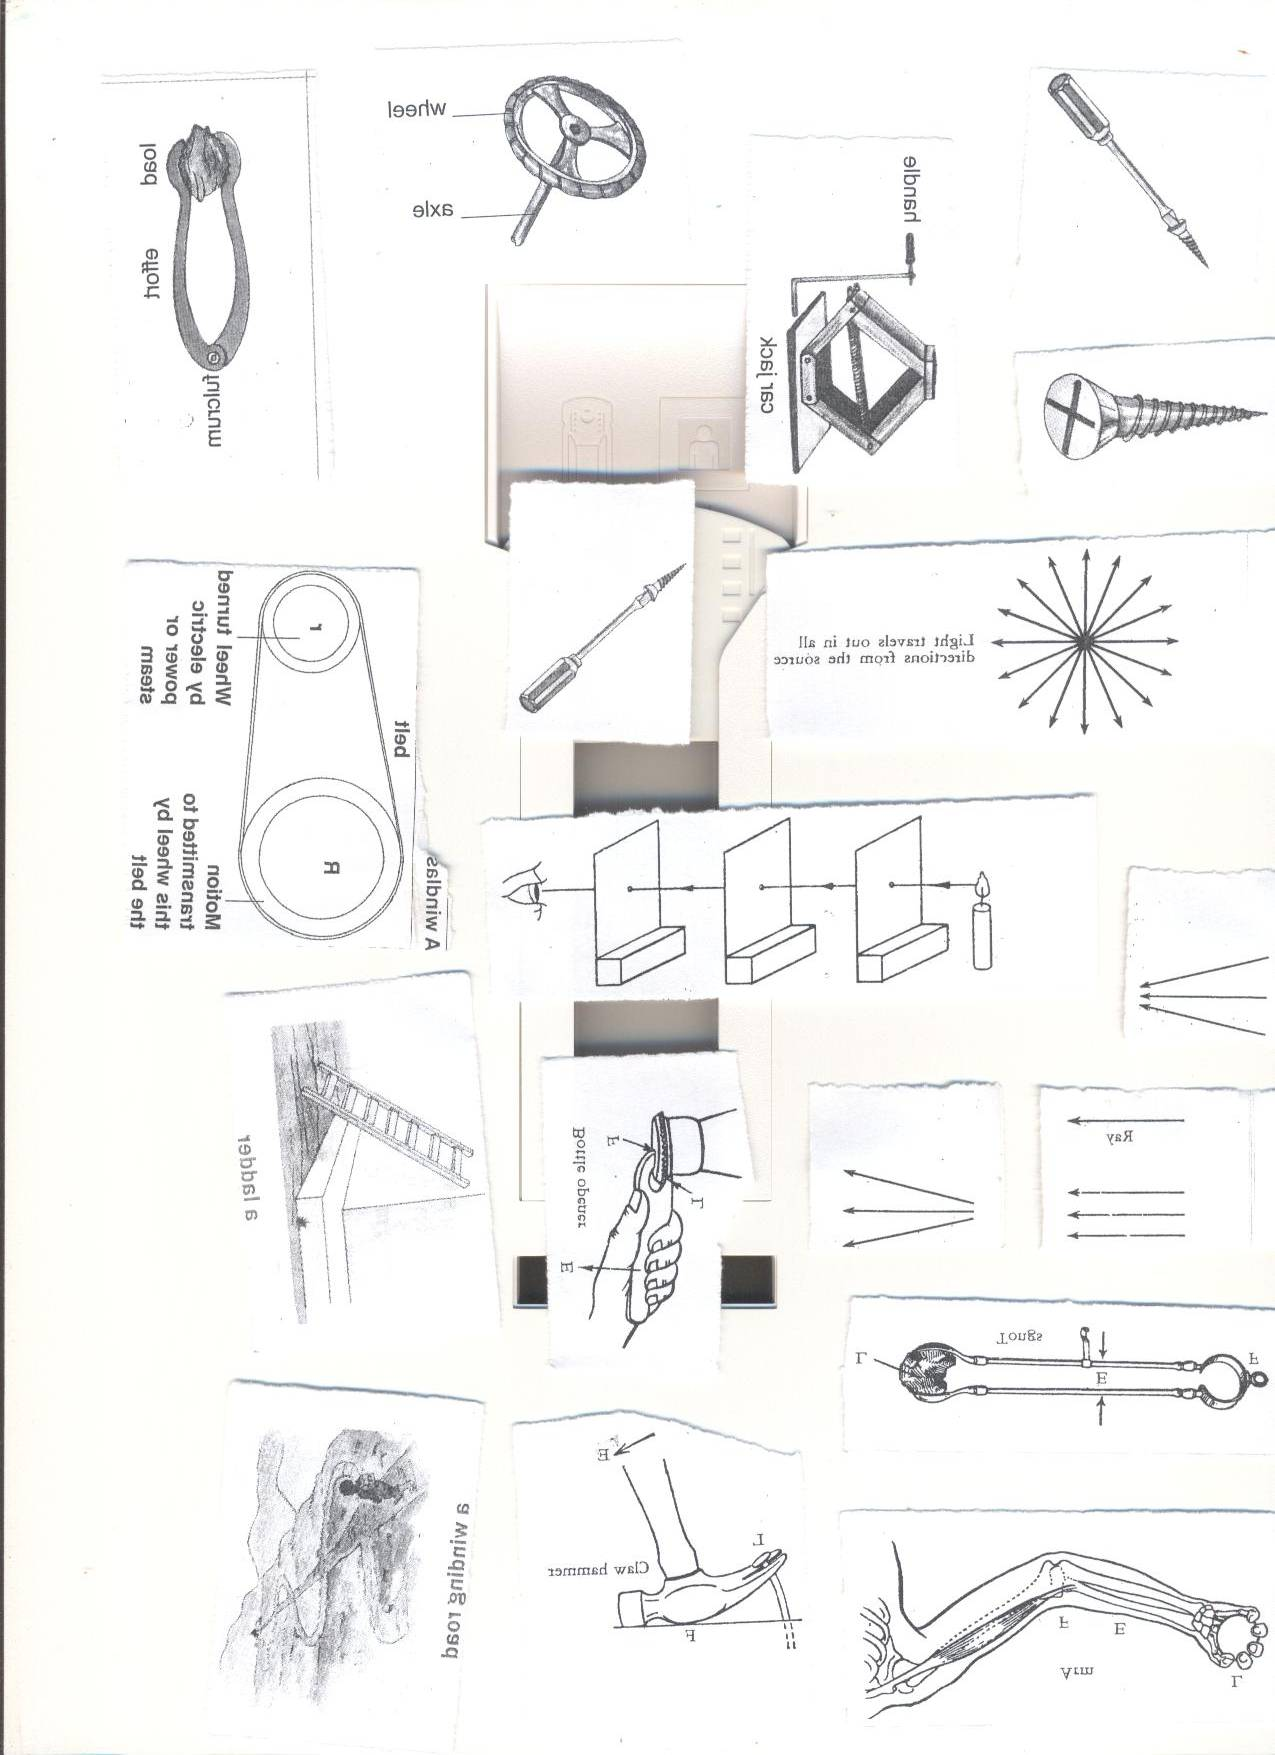 wheel
axle
load
effort
fulcrum
handle
car jack
Light travels out in all
directions from the source
Wheel turned
by electric
power or
steam
r
belt
R
Motion
transmitted to
this wheel by
the belt
A windlas
a ladder
Bottle opener
F
L
E
Ray
Tongs
L
E
F
a winding road
E
Claw hammer
L
F
Arm
F
E
L